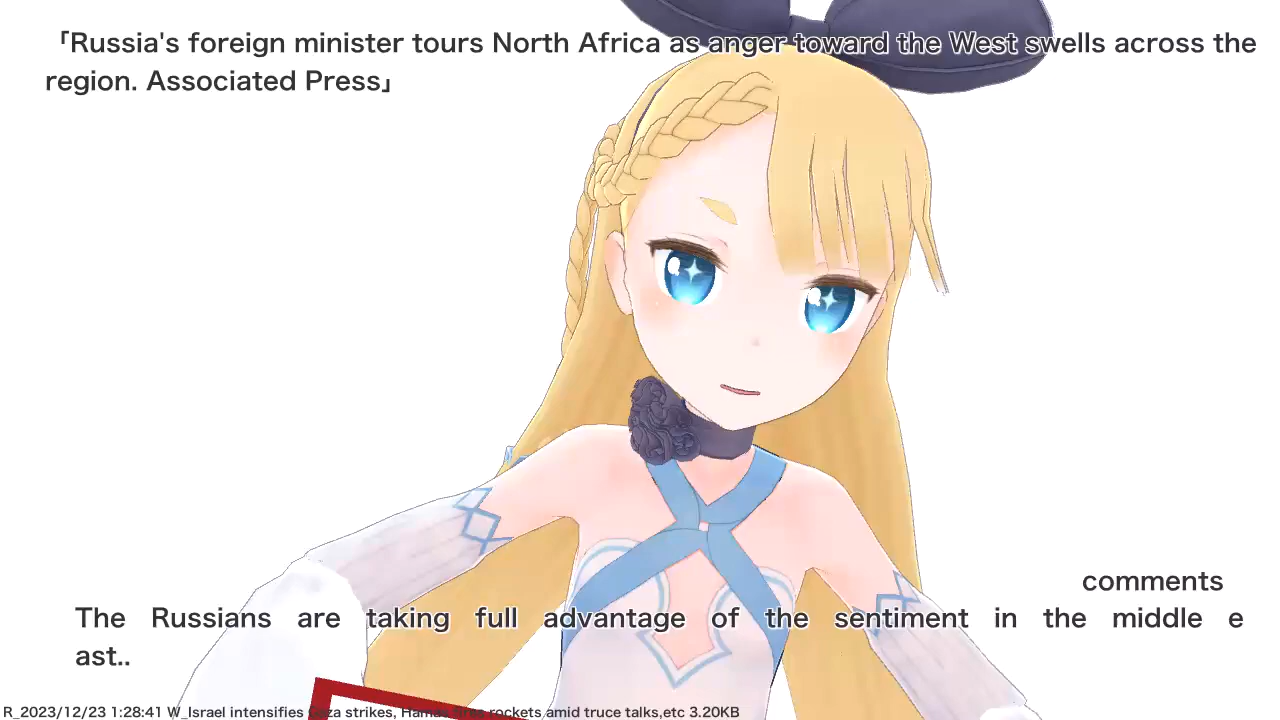 「Russia's foreign minister tours North Africa as anger toward the West swells across the
region. Associated Press」
comments
The Russians are taking full advantage of the sentiment in the middle e
ast..
R_2023/12/23 1:28:41 W_Israel intensifies Gaza strikes, Hamas fires rockets amid truce talks,etc 3.20KB